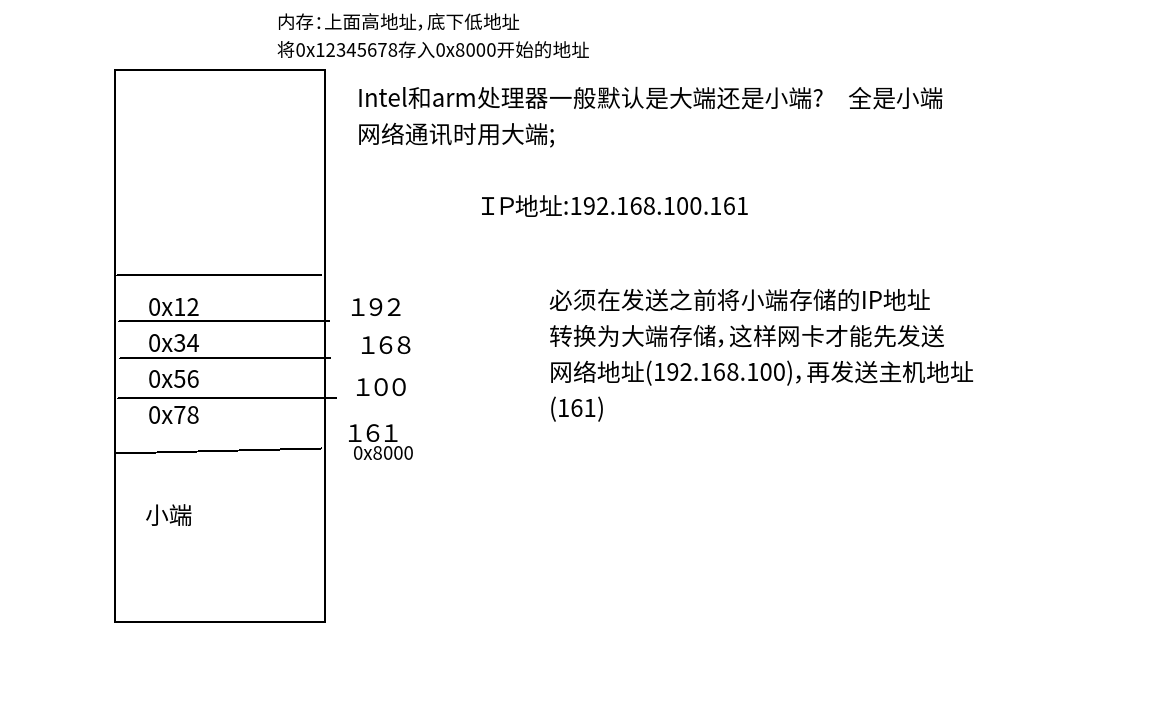 内存：上面高地址，底下低地址
将0x12345678存入0x8000开始的地址
Intel和arm处理器一般默认是大端还是小端？ 全是小端
网络通讯时用大端;
ＩＰ地址:192.168.100.161
0x12
１９２
0x34
１６８
0x56
１００
0x78
１６１
0x8000
必须在发送之前将小端存储的IP地址
转换为大端存储，这样网卡才能先发送
网络地址(192.168.100)，再发送主机地址
(161)
小端